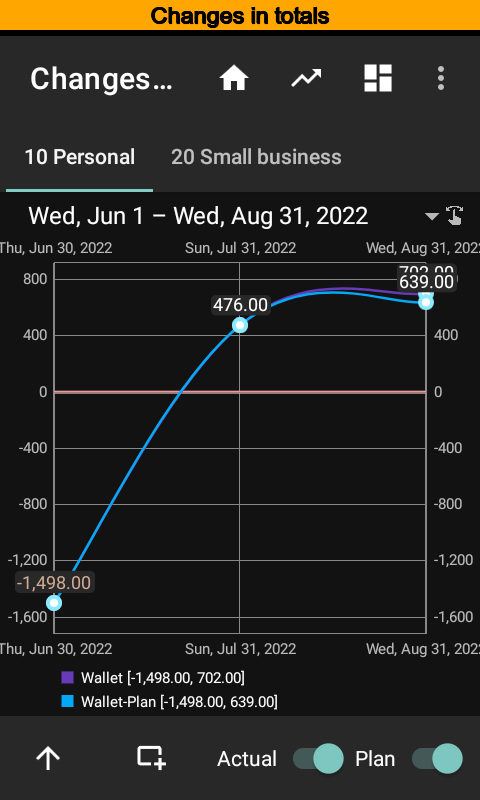 Changes in totals
Changes...
10 Personal 20 Small business
Wed, Jun 1 – Wed, Aug 31, 2022
Thu, Jun 30, 2022 Sun, Jul 31, 2022 Wed, Aug 31, 202
800 702.00
639.00
476.00
400 400
0 0
-400 -400
-800 -800
-1,200 -1,200
-1,498.00
-1,600 -1,600
Thu, Jun 30, 2022 Sun, Jul 31, 2022 Wed, Aug 31, 202
Wallet [-1,498.00, 702.00]
Wallet-Plan [-1,498.00, 639.00]
Actual Plan